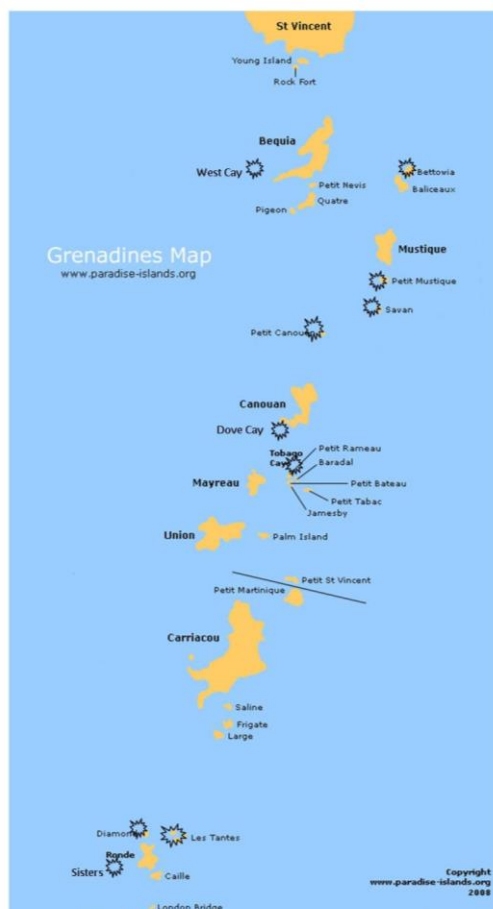 St Vincent
Young Island
Rock Fort
Bequia
West Cay
Bettovia
Petit Nevis
Baliceaux
Quatre
Pigeon
Mustique
Grenadines Map
www.paradise-islands.org
Petit Mustique
Savan
Petit Canouan
Canouan
Dove Cay
Petit Rameau
Tobago
Cays
Baradal
Mayreau
Petit Bateau
Petit Tabac
Jamesby
Union
Palm Island
Petit St Vincent
Petit Martinique
Carriacou
Saline
Frigate
Large
Diamond
Les Tantes
Ronde
Sisters
Caille
London Bridge
Copyright
www.paradise-islands.org
2008